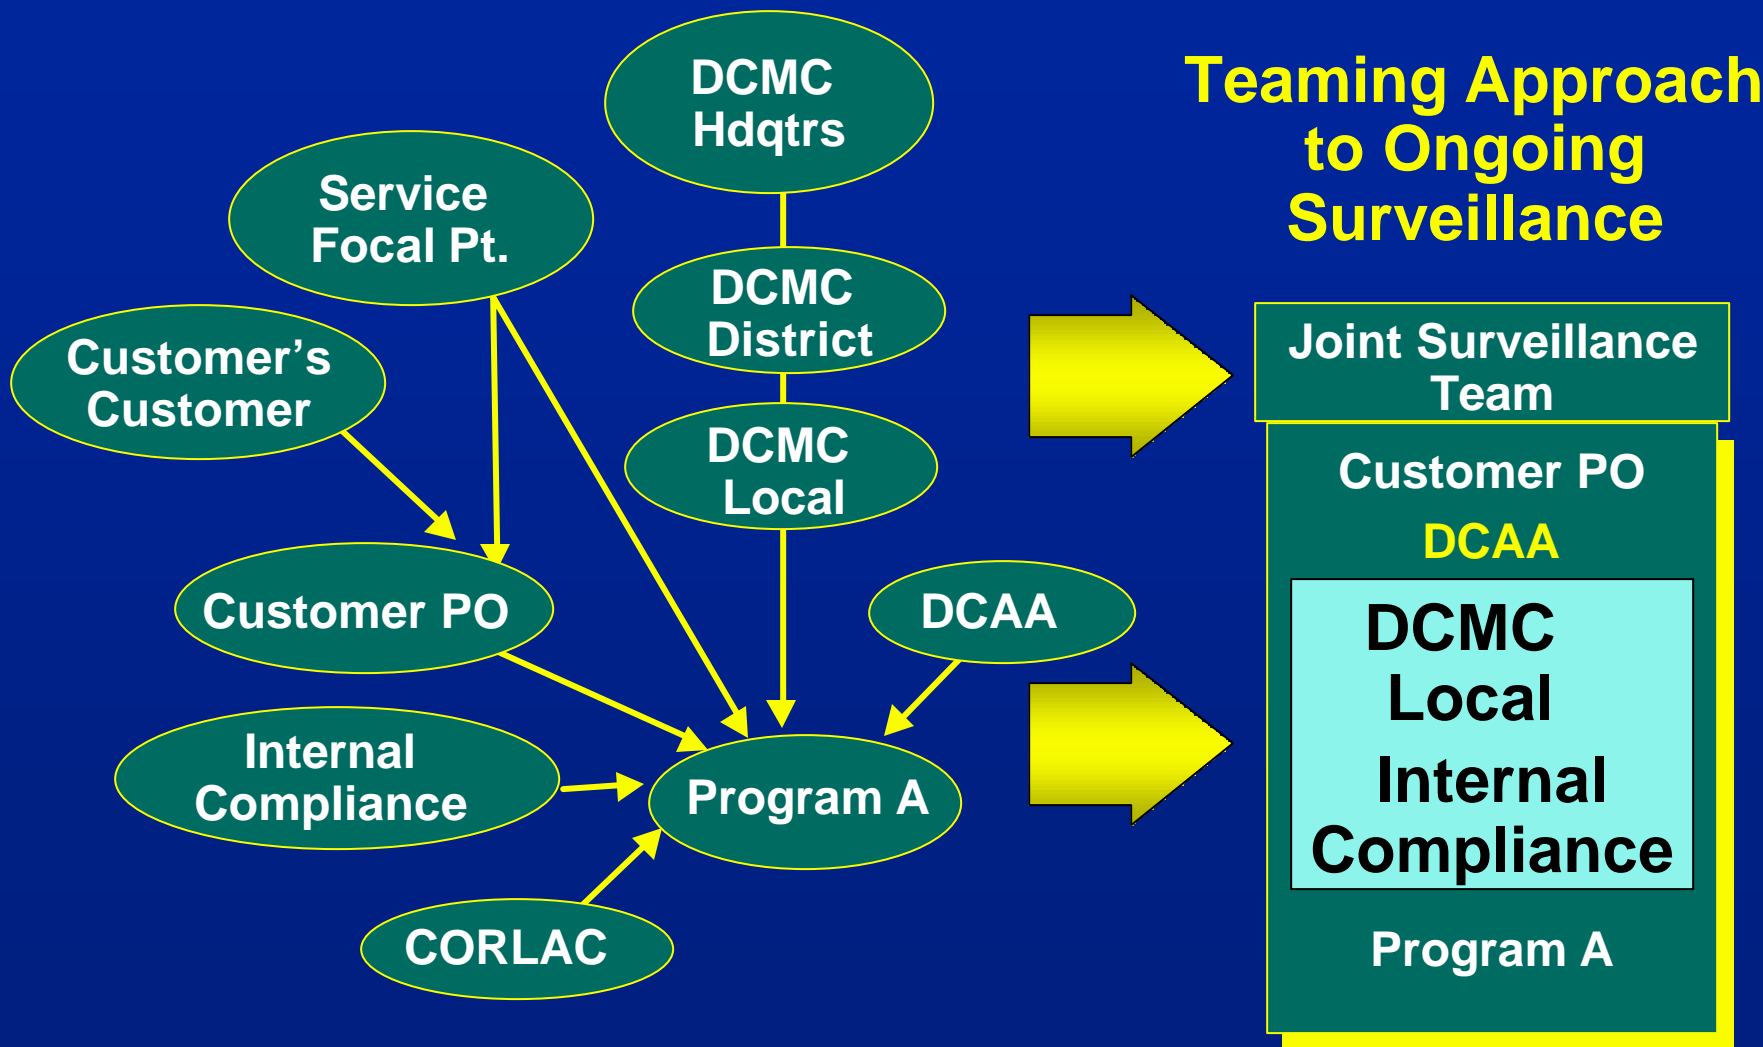 Teaming Approach
to Ongoing
Surveillance
DCMC
Hdqtrs
Service
Focal Pt.
DCMC
District
Customer’s
Customer
DCMC
Local
Customer PO
DCAA
Internal
Compliance
Program A
CORLAC
Joint Surveillance
Team
Customer PO
DCAA
DCMC
Local
Internal
Compliance
Program A